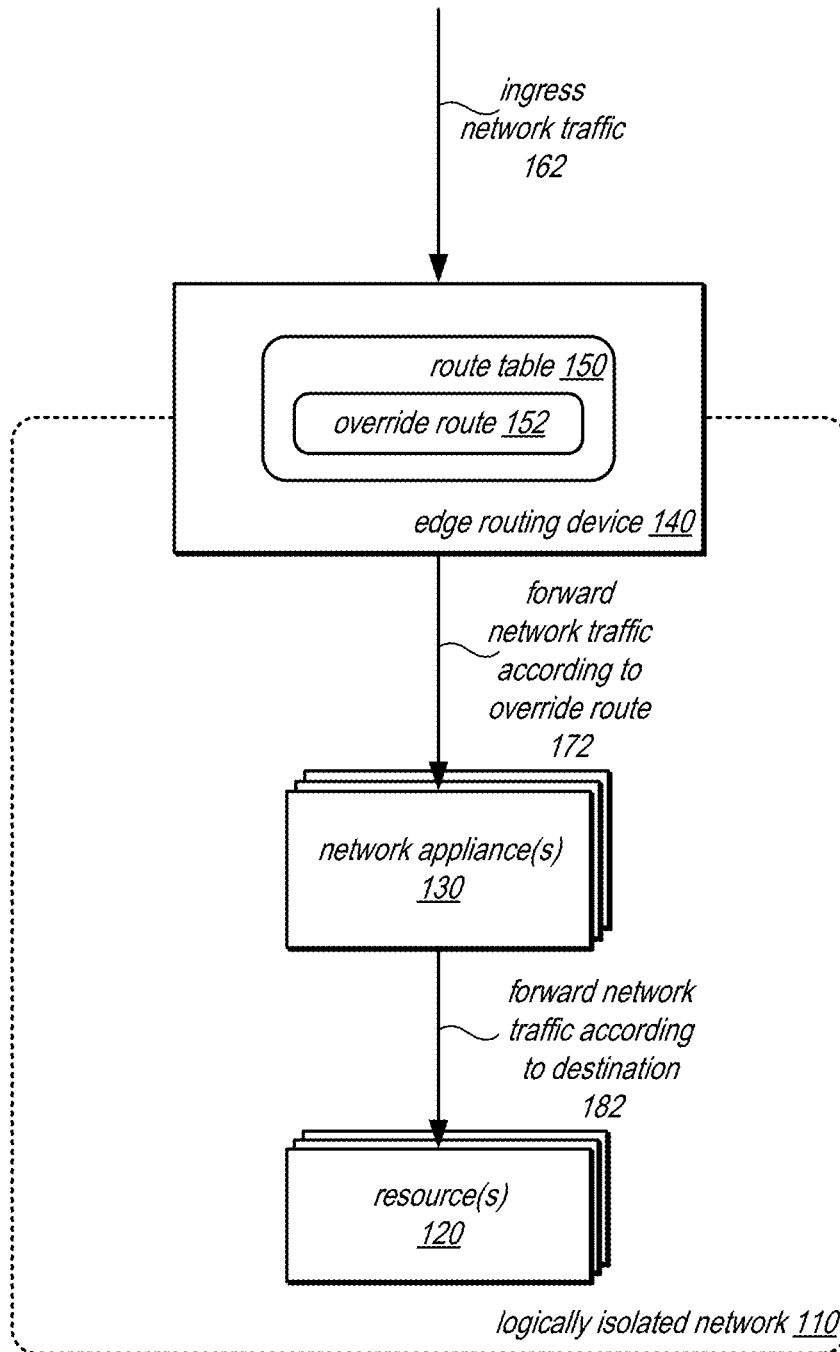 ingress
network traffic
162
route table 150
override route 152
edge routing device 140
forward
network traffic
according to
override route
172
network appliance(s)
130
forward network
traffic according
to destination
182
resource(s)
120
logically isolated network 110